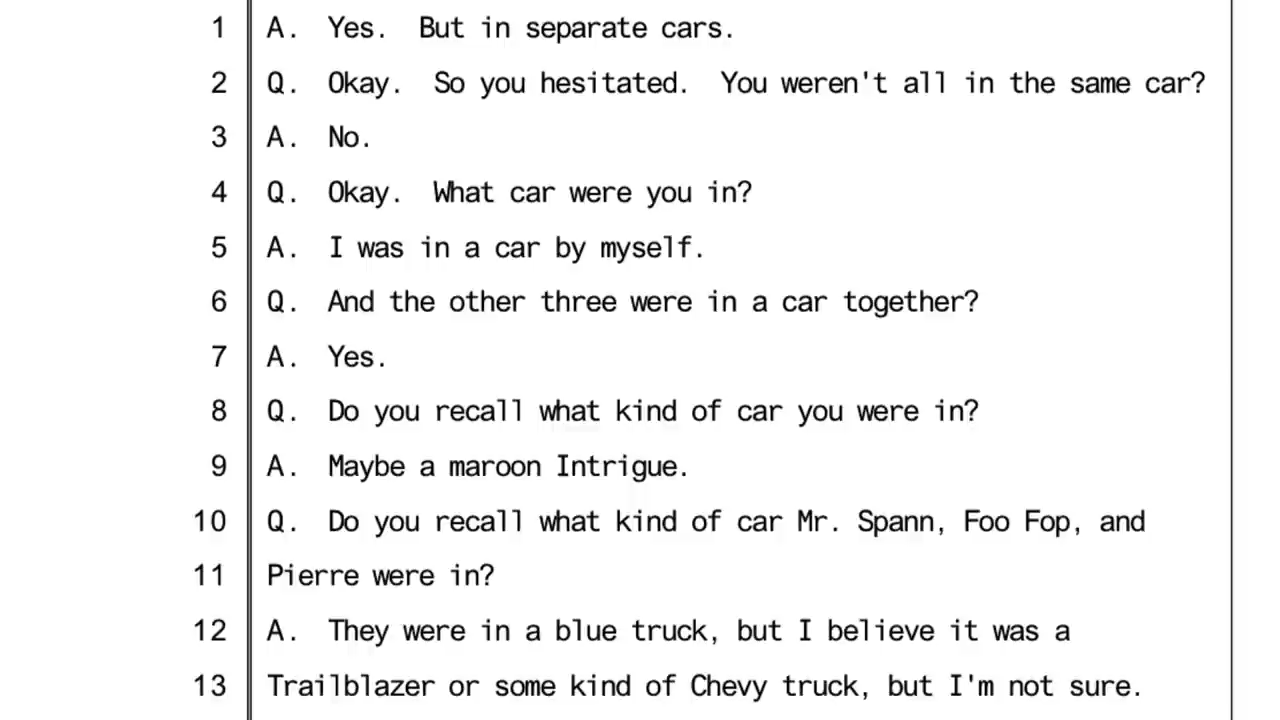 1 A. Yes. But in separate cars.
2 Q. Okay. So you hesitated. You weren't all in the same car?
3 A. No.
4 Q. Okay. What car were you in?
5 A. I was in a car by myself.
6 Q. And the other three were in a car together?
7 A. Yes.
8 Q. Do you recall what kind of car you were in?
9 A. Maybe a maroon Intrigue.
10 Q. Do you recall what kind of car Mr. Spann, Foo Fop, and
11 Pierre were in?
12 A. They were in a blue truck, but I believe it was a
13 Trailblazer or some kind of Chevy truck, but I'm not sure.